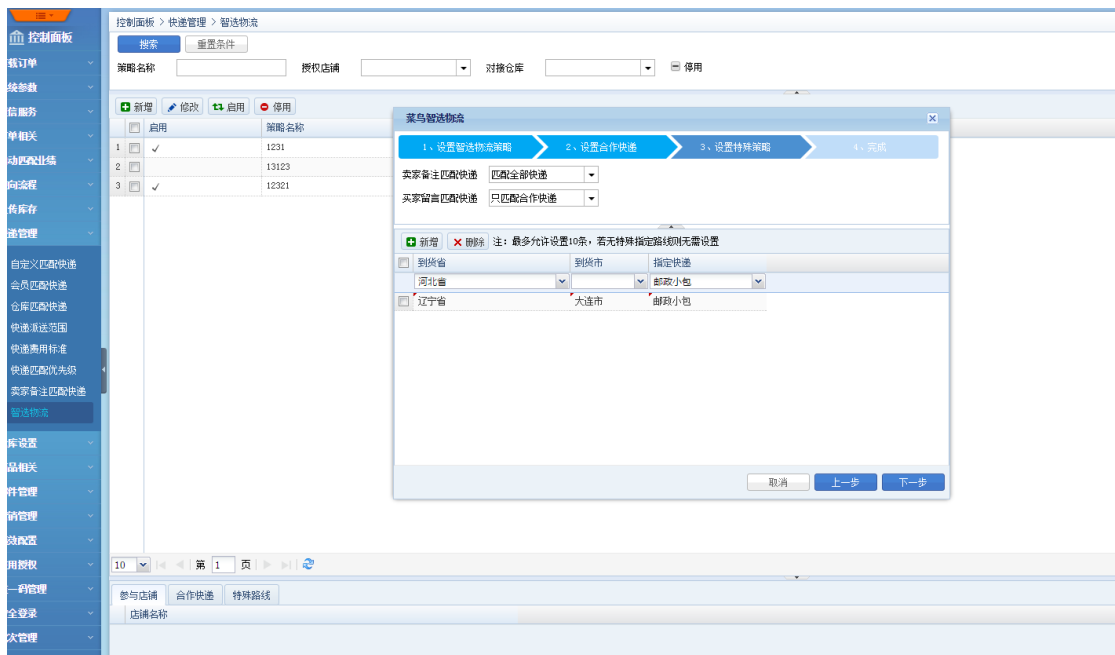 控制面板 > 快递管理 > 智选物流
控制面板
搜索 重置条件
策略名称 授权店铺 对接仓库 停用
新增 修改 启用 停用
启用 策略名称
1 1231
2 13123
3 12321
载订单
统参数
信服务
单相关
动匹配业绩
向流程
传库存
递管理
自定义匹配快递
会员匹配快递
仓库匹配快递
快递派送范围
快递费用标准
快递匹配优先级
卖家备注匹配快递
智选物流
库设置
品相关
件管理
销管理
效配置
用授权
一码管理
全登录
次管理
菜鸟智选物流
1、设置智选物流策略 2、设置合作快递 3、设置特殊策略 4、完成
卖家备注匹配快递 匹配全部快递
买家留言匹配快递 只匹配合作快递
新增 删除 注: 最多允许设置10条, 若无特殊指定路线则无需设置
到货省 到货市 指定快递
河北省 邮政小包
辽宁省 大连市 邮政小包
取消 上一步 下一步
10 第 1 页
参与店铺 合作快递 特殊路线
店铺名称